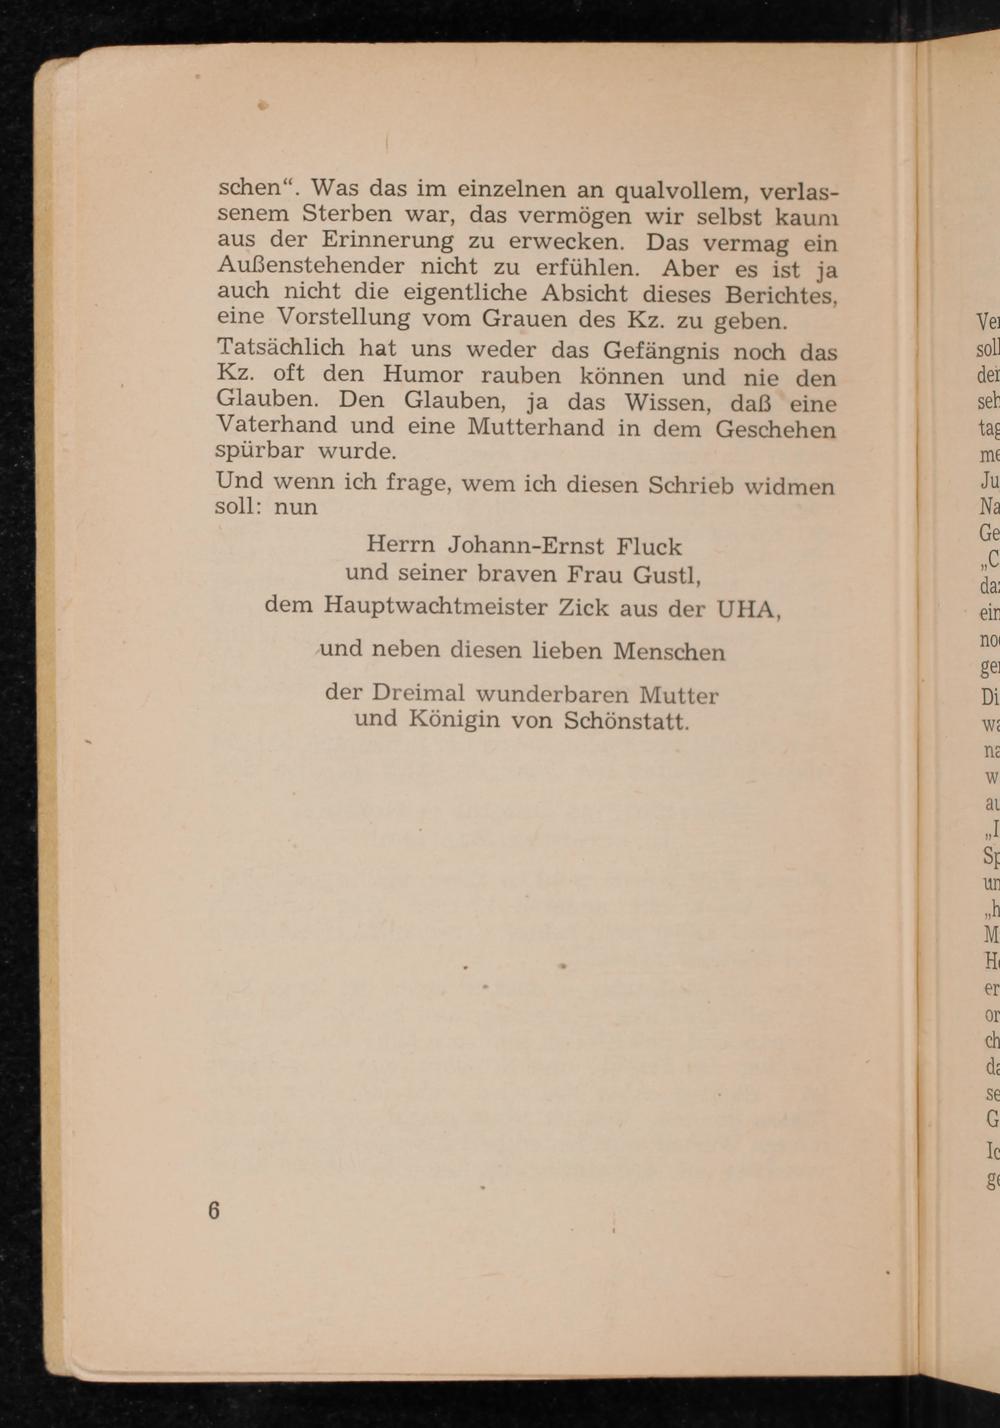 schen“. Was das im einzelnen an qualvollem, verlas-
senem Sterben war, das vermögen wir selbst kaum
aus der Erinnerung zu erwecken. Das vermag ein
Außenstehender nicht zu erfühlen. Aber es ist ja
auch nicht die eigentliche Absicht dieses Berichtes,
eine Vorstellung vom Grauen des Kz. zu geben.
Tatsächlich hat uns weder das Gefängnis noch das
Kz. oft den Humor rauben können und nie den
Glauben. Den Glauben, ja das Wissen, daß eine
Vaterhand und eine Mutterhand in dem Geschehen
spürbar wurde.
Und wenn ich frage, wem ich diesen Schrieb widmen
soll: nun
Herrn Johann-Ernst Fluck
und seiner braven Frau Gustl,
dem Hauptwachtmeister Zick aus der UHA,
und neben diesen lieben Menschen
der Dreimal wunderbaren Mutter
und Königin von Schönstatt.
6